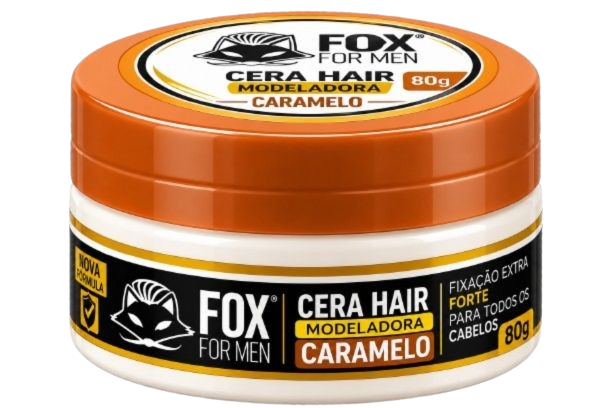 FOX®
FOR MEN
CERA HAIR
MODELADORA
80g
CARAMELO
NOVA
FÓRMULA
FOX®
FOR MEN
CERA HAIR
MODELADORA
CARAMELO
FIXAÇÃO EXTRA
FORTE
PARA TODOS OS
CABELOS
80g